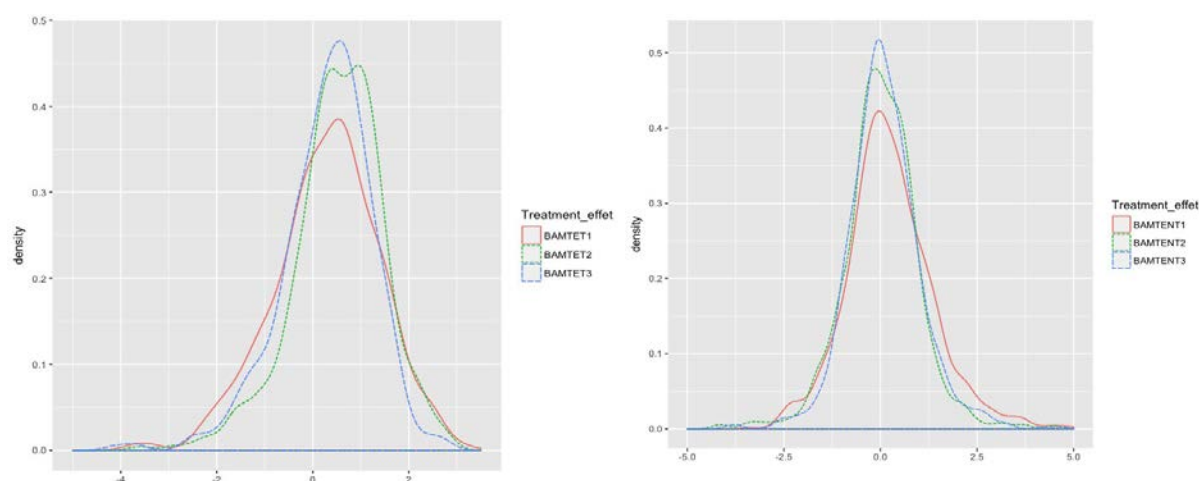 0.5
0.4
0.3
0.2
0.1
0.0
density
-4
-2
0
2
Treatment_effet
BAMTET1
BAMTET2
BAMTET3
0.5
0.4
0.3
0.2
0.1
0.0
density
-5.0
-2.5
0.0
2.5
5.0
Treatment_effet
BAMTENT1
BAMTENT2
BAMTENT3